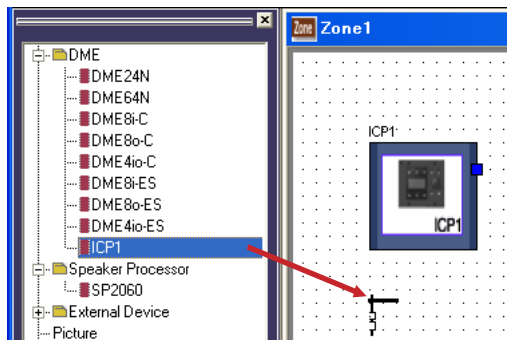 DME
DME24N
DME64N
DME8i-C
DME8o-C
DME4io-C
DME8i-ES
DME8o-ES
DME4io-ES
ICP1
Speaker Processor
SP2060
External Device
Picture
Zone Zone1
ICP1
ICP1